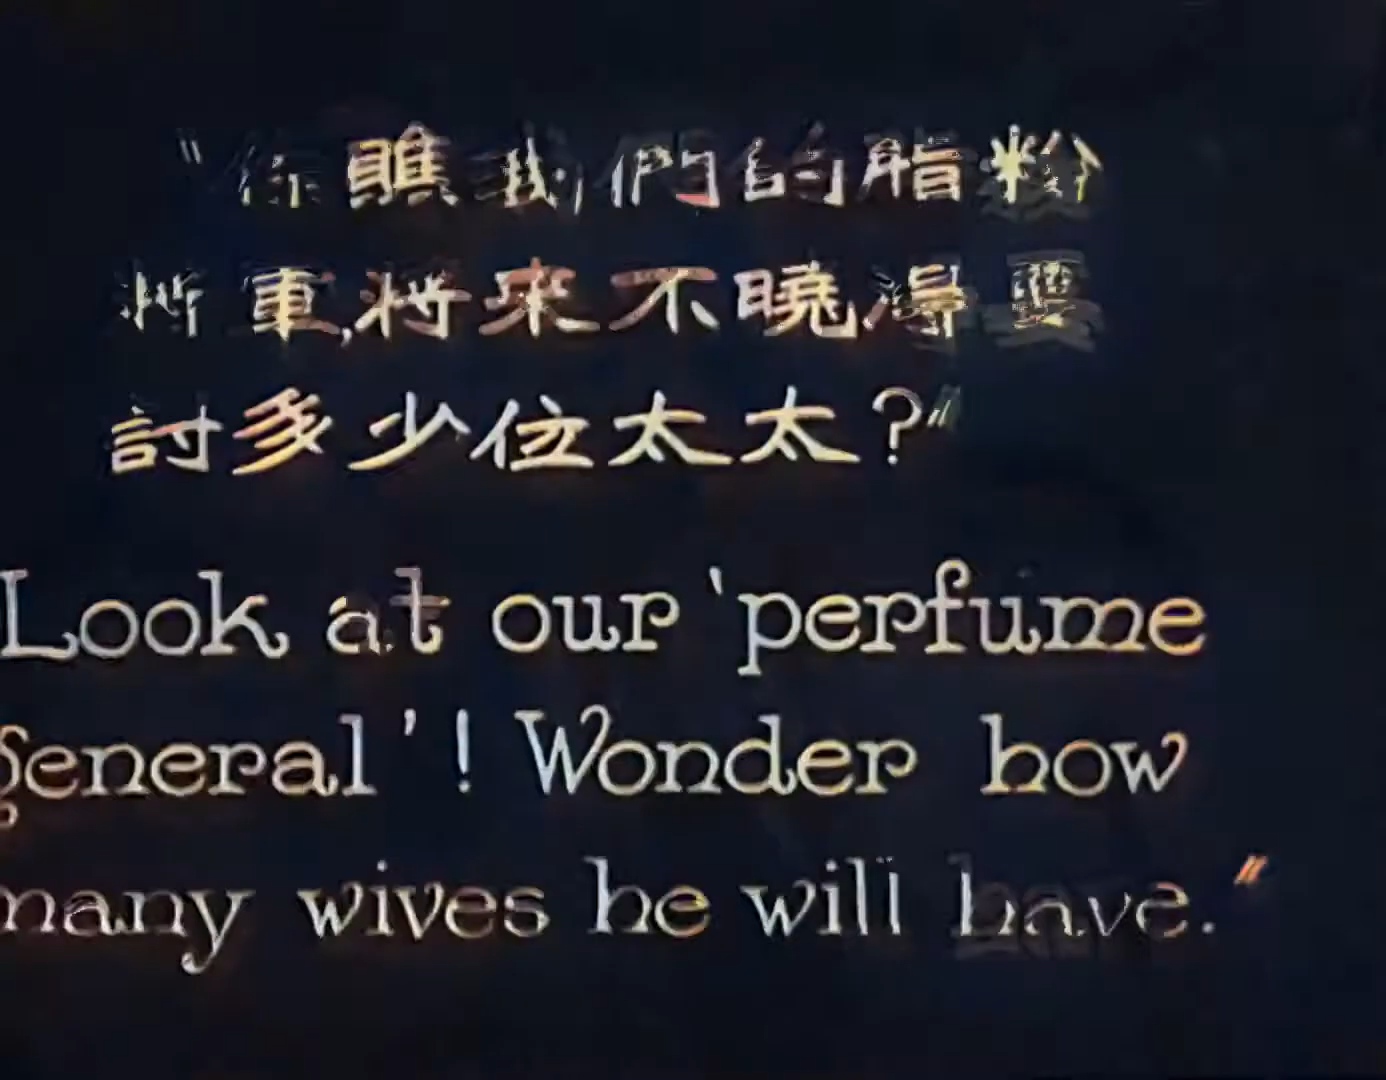 "你瞧我們的脂粉
將軍,將來不曉得要
討多少位太太?"
Look at our 'perfume
general'! Wonder how
many wives he will have."